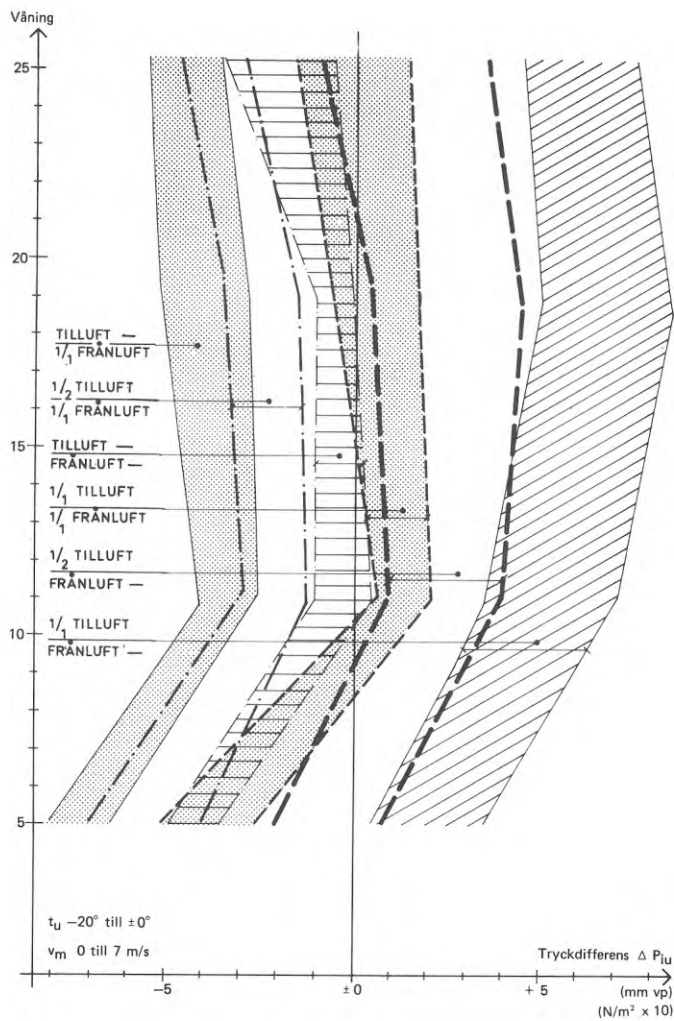 Våning
25
20
TILLUFT —
1/1 FRÅNLUFT
1/2 TILLUFT
1/1 FRÅNLUFT
TILLUFT —
FRÅNLUFT —
15
1/1 TILLUFT
1/1 FRÅNLUFT
1/2 TILLUFT
FRÅNLUFT —
10
1/1 TILLUFT
FRÅNLUFT —
5
tu −20° till ±0°
vm 0 till 7 m/s
Tryckdifferens Δ Piu
−5
±0
+5
(mm vp)
(N/m² x 10)